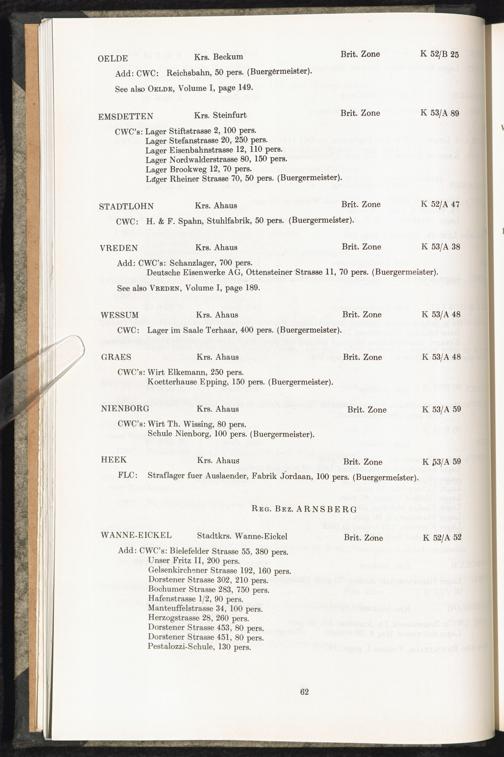 OELDE Krs. Beckum Brit. Zone K 52/B 25
Add: CWC: Reichsbahn, 50 pers. (Buergermeister).
See also OELDE, Volume I, page 149.
EMSDETTEN Krs. Steinfurt Brit. Zone K 53/A 89
CWC's: Lager Stiftstrasse 2, 100 pers.
Lager Stefanstrasse 20, 250 pers.
Lager Eisenbahnstrasse 12, 110 pers.
Lager Nordwalderstrasse 80, 150 pers.
Lager Brookweg 12, 70 pers.
Lager Rheiner Strasse 70, 50 pers. (Buergermeister).
STADTLOHN Krs. Ahaus Brit. Zone K 52/A 47
CWC: H. & F. Spahn, Stuhlfabrik, 50 pers. (Buergermeister).
VREDEN Krs. Ahaus Brit. Zone K 53/A 38
Add: CWC's: Schanzlager, 700 pers.
Deutsche Eisenwerke AG, Ottensteiner Strasse 11, 70 pers. (Buergermeister).
See also VREDEN, Volume I, page 189.
WESSUM Krs. Ahaus Brit. Zone K 53/A 48
CWC: Lager im Saale Terhaar, 400 pers. (Buergermeister).
GRAES Krs. Ahaus Brit. Zone K 53/A 48
CWC's: Wirt Elkemann, 250 pers.
Koetterhause Epping, 150 pers. (Buergermeister).
NIENBORG Krs. Ahaus Brit. Zone K 53/A 59
CWC's: Wirt Th. Wissing, 80 pers.
Schule Nienborg, 100 pers. (Buergermeister).
HEEK Krs. Ahaus Brit. Zone K 53/A 59
FLC: Straflager fuer Auslaender, Fabrik Jordaan, 100 pers. (Buergermeister).
REG. BEZ. ARNSBERG
WANNE-EICKEL Stadtkrs. Wanne-Eickel Brit. Zone K 52/A 52
Add: CWC's: Bielefelder Strasse 55, 380 pers.
Unser Fritz II, 200 pers.
Gelsenkirchener Strasse 192, 160 pers.
Dorstener Strasse 302, 210 pers.
Bochumer Strasse 283, 750 pers.
Hafenstrasse 1/2, 90 pers.
Manteuffelstrasse 34, 100 pers.
Herzogstrasse 28, 260 pers.
Dorstener Strasse 453, 80 pers.
Dorstener Strasse 451, 80 pers.
Pestalozzi-Schule, 130 pers.
62